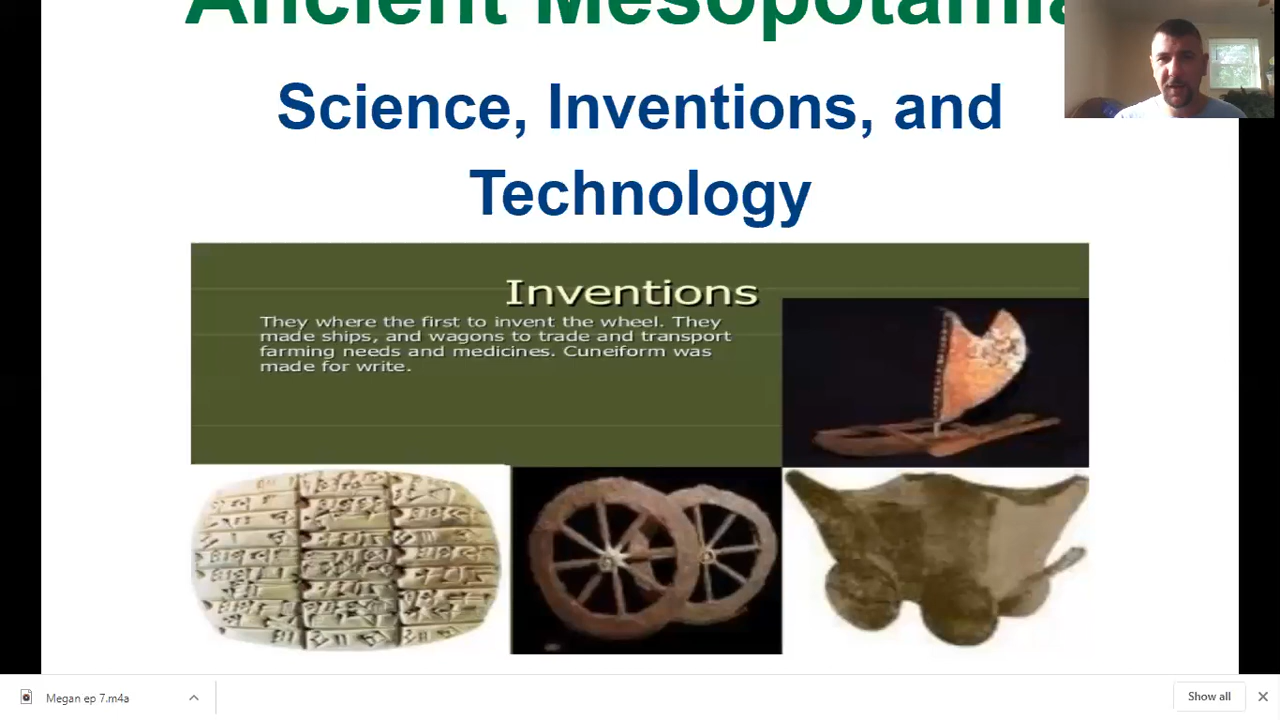 Ancient Mesopotamia
Science, Inventions, and
Technology
Inventions
They where the first to invent the wheel. They
made ships, and wagons to trade and transport
farming needs and medicines. Cuneiform was
made for write.
Megan ep 7.m4a
Show all